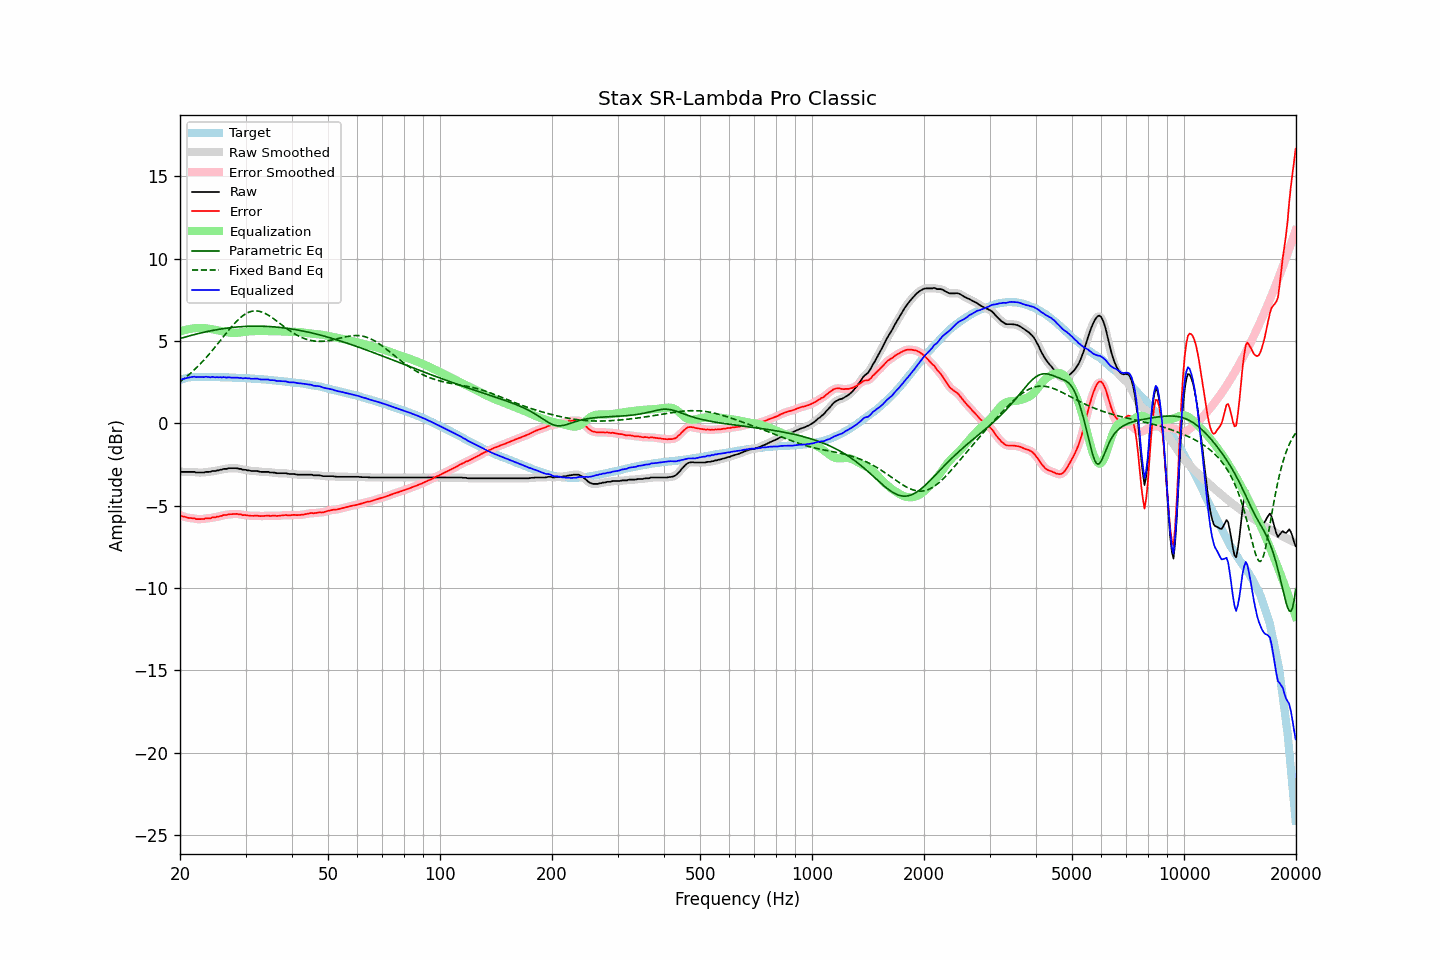 Stax SR-Lambda Pro Classic
Target
Raw Smoothed
Error Smoothed
Raw
Error
Equalization
Parametric Eq
Fixed Band Eq
Equalized
Amplitude (dBr)
15
10
5
0
−5
−10
−15
−20
−25
20 50 100 200 500 1000 2000 5000 10000 20000
Frequency (Hz)